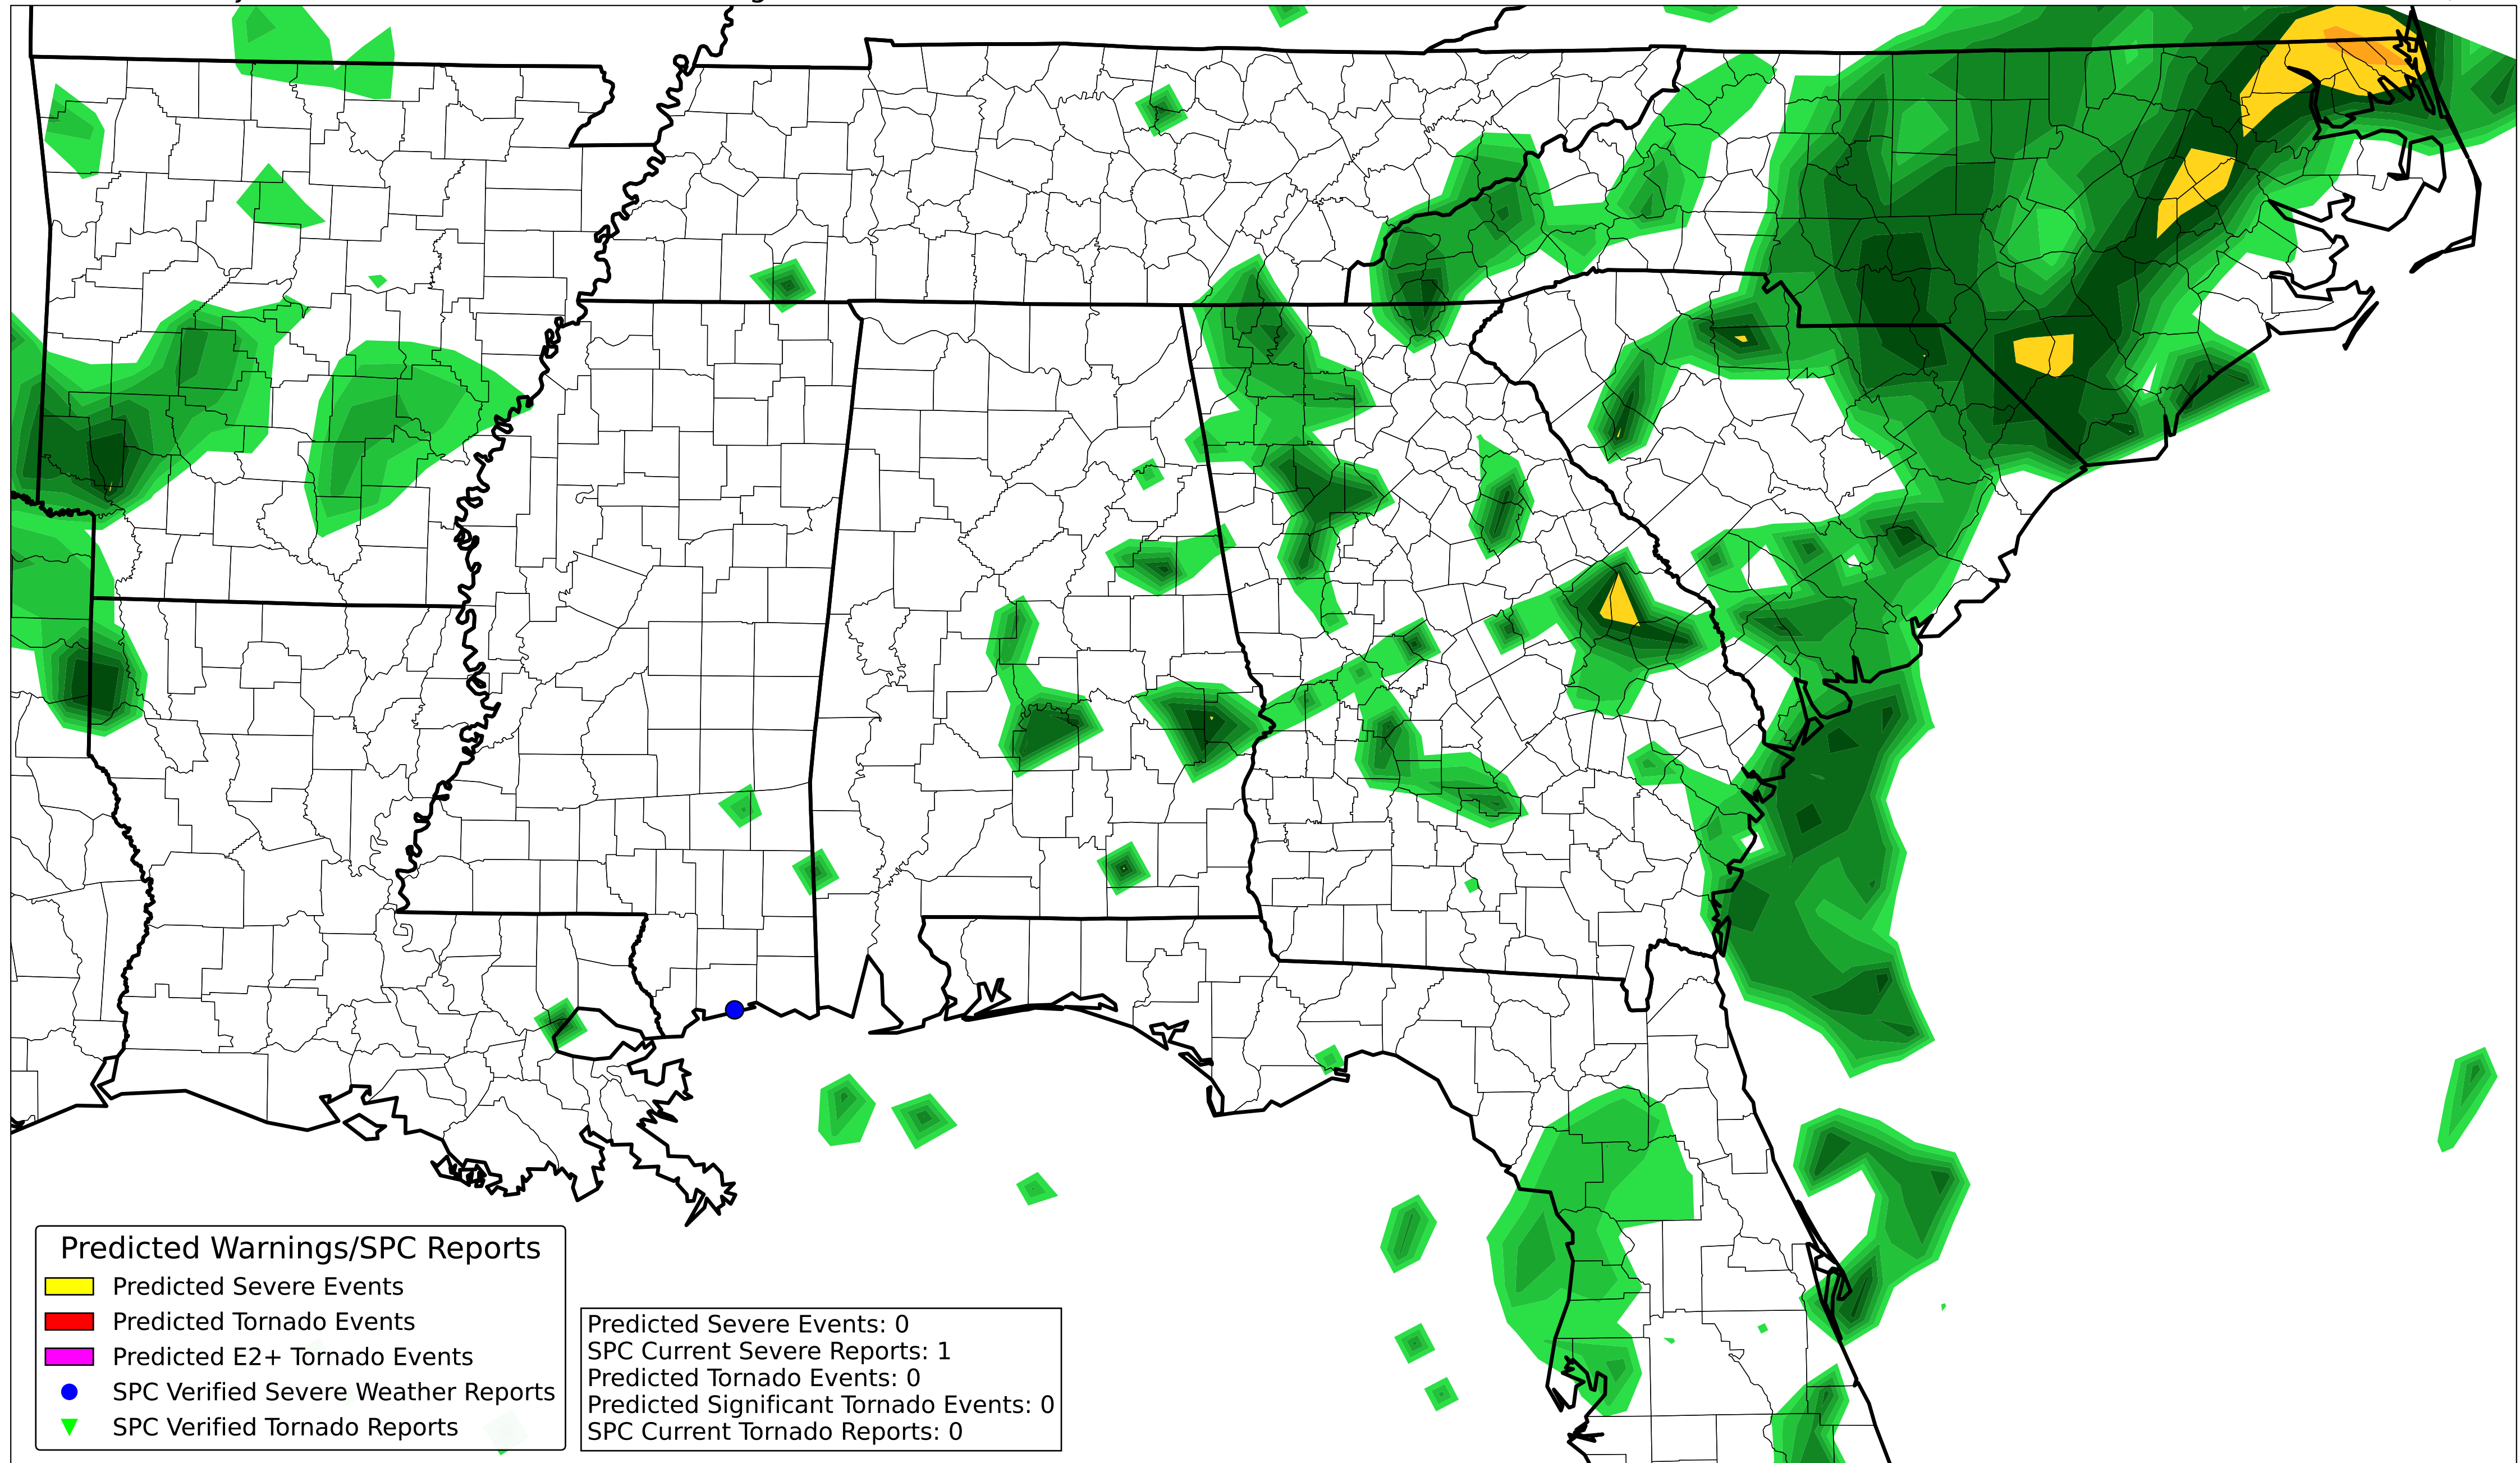 Predicted Warnings/SPC Reports
Predicted Severe Events
Predicted Tornado Events
Predicted E2+ Tornado Events
SPC Verified Severe Weather Reports
SPC Verified Tornado Reports
Predicted Severe Events: 0
SPC Current Severe Reports: 1
Predicted Tornado Events: 0
Predicted Significant Tornado Events: 0
SPC Current Tornado Reports: 0